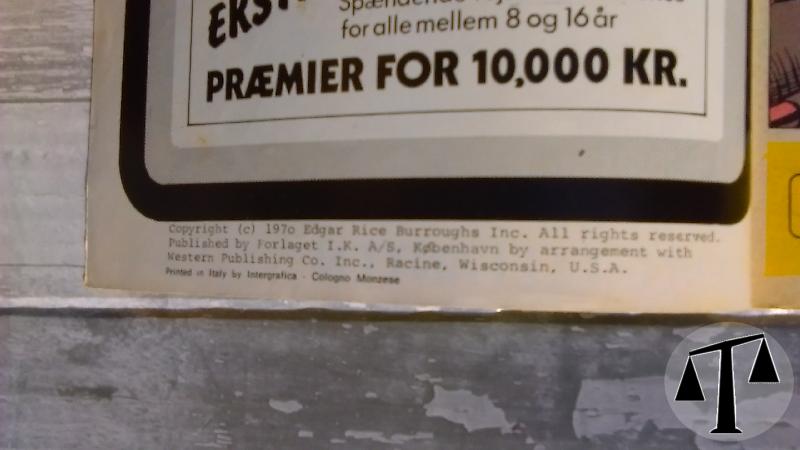 EKST
Spændende
for alle mellem 8 og 16 år
PRÆMIER FOR 10,000 KR.
Copyright (c) 197o Edgar Rice Burroughs Inc. All rights reserved.
Published by Forlaget I.K. A/S, København by arrangement with
Western Publishing Co. Inc., Racine, Wisconsin, U.S.A.
Printed in Italy by Intergrafica - Cologno Monzese